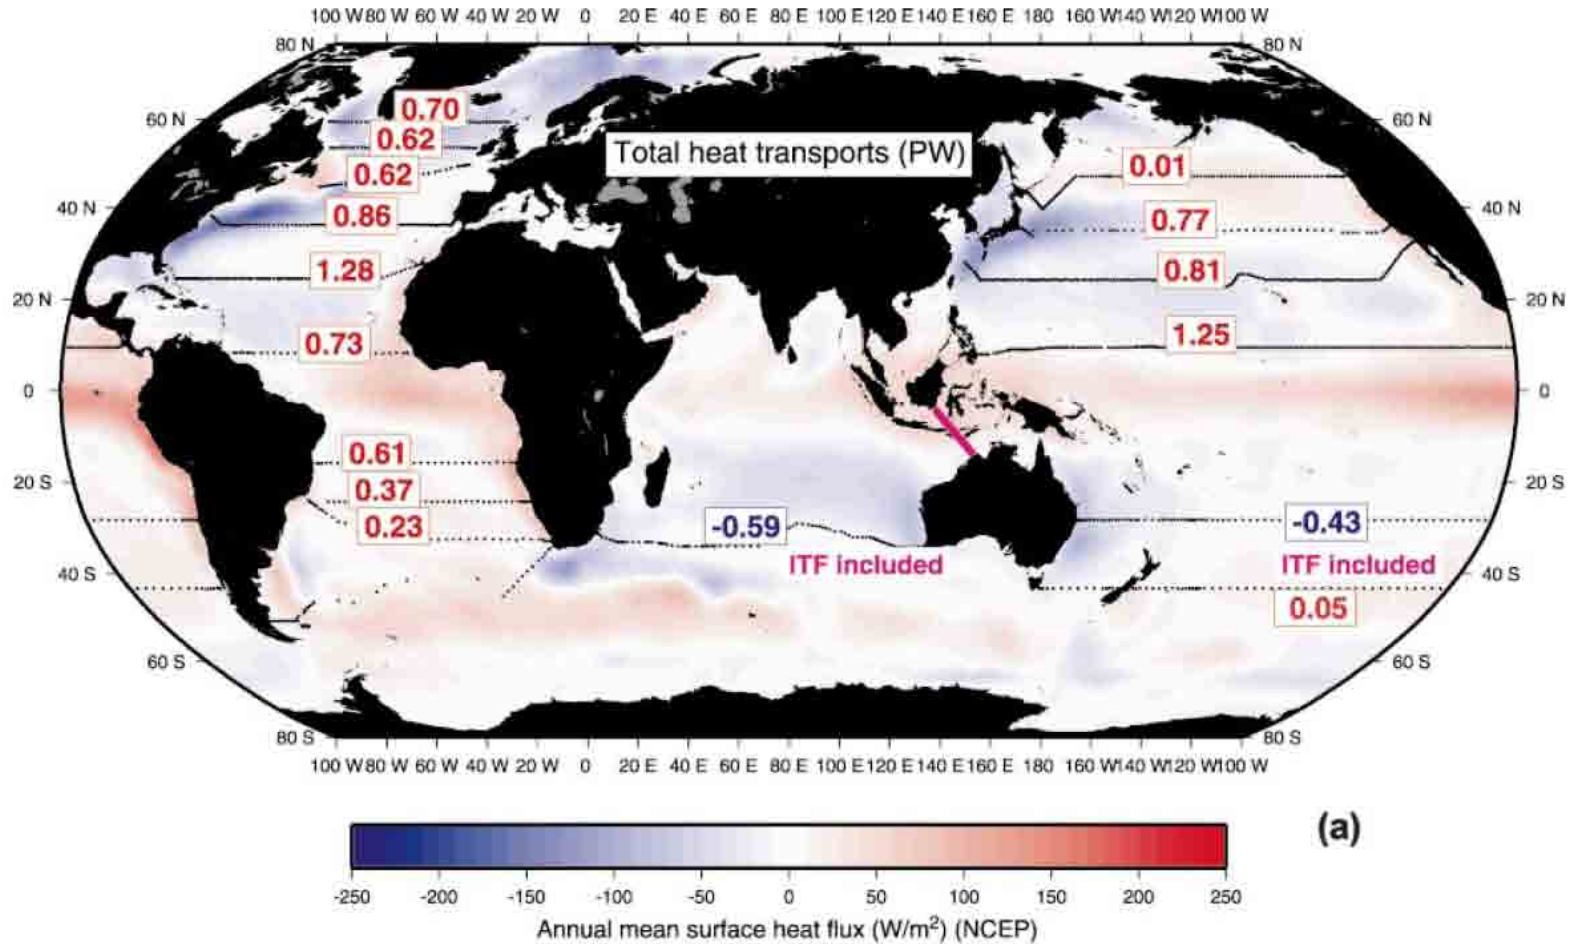 100 W 80 W 60 W 40 W 20 W 0 20 E 40 E 60 E 80 E 100 E 120 E 140 E 160 E 180 160 W 140 W 120 W 100 W
80 N 80 N
0.70
60 N 60 N
0.62
Total heat transports (PW)
0.01
0.62
40 N 0.86 0.77 40 N
1.28 0.81
20 N 20 N
0.73 1.25
0 0
0.61
20 S 0.37 20 S
0.23 -0.59 -0.43
40 S ITF included ITF included 40 S
0.05
60 S 60 S
80 S 80 S
100 W 80 W 60 W 40 W 20 W 0 20 E 40 E 60 E 80 E 100 E 120 E 140 E 160 E 180 160 W 140 W 120 W 100 W
(a)
-250 -200 -150 -100 -50 0 50 100 150 200 250
Annual mean surface heat flux (W/m²) (NCEP)